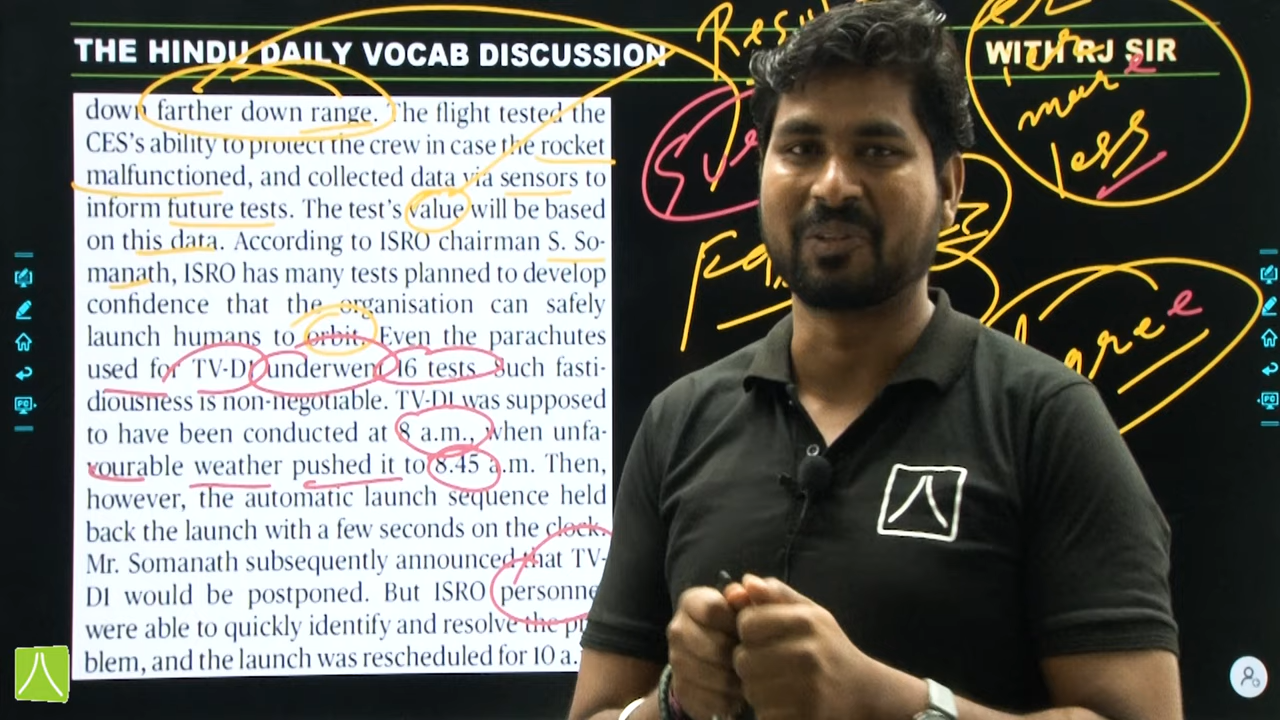 THE HINDU DAILY VOCAB DISCUSSION
WITH RJ SIR
down farther down range. The flight tested the
CES's ability to protect the crew in case the rocket
malfunctioned, and collected data via sensors to
inform future tests. The test's value will be based
on this data. According to ISRO chairman S. So-
manath, ISRO has many tests planned to develop
confidence that the organisation can safely
launch humans to orbit. Even the parachutes
used for TV-D1 underwent 16 tests. Such fasti-
diousness is non-negotiable. TV-D1 was supposed
to have been conducted at 8 a.m., when unfa-
vourable weather pushed it to 8.45 a.m. Then,
however, the automatic launch sequence held
back the launch with a few seconds on the clock.
Mr. Somanath subsequently announced that TV-
D1 would be postponed. But ISRO personne
were able to quickly identify and resolve the
blem, and the launch was rescheduled for 10 a.
less
PC
PC